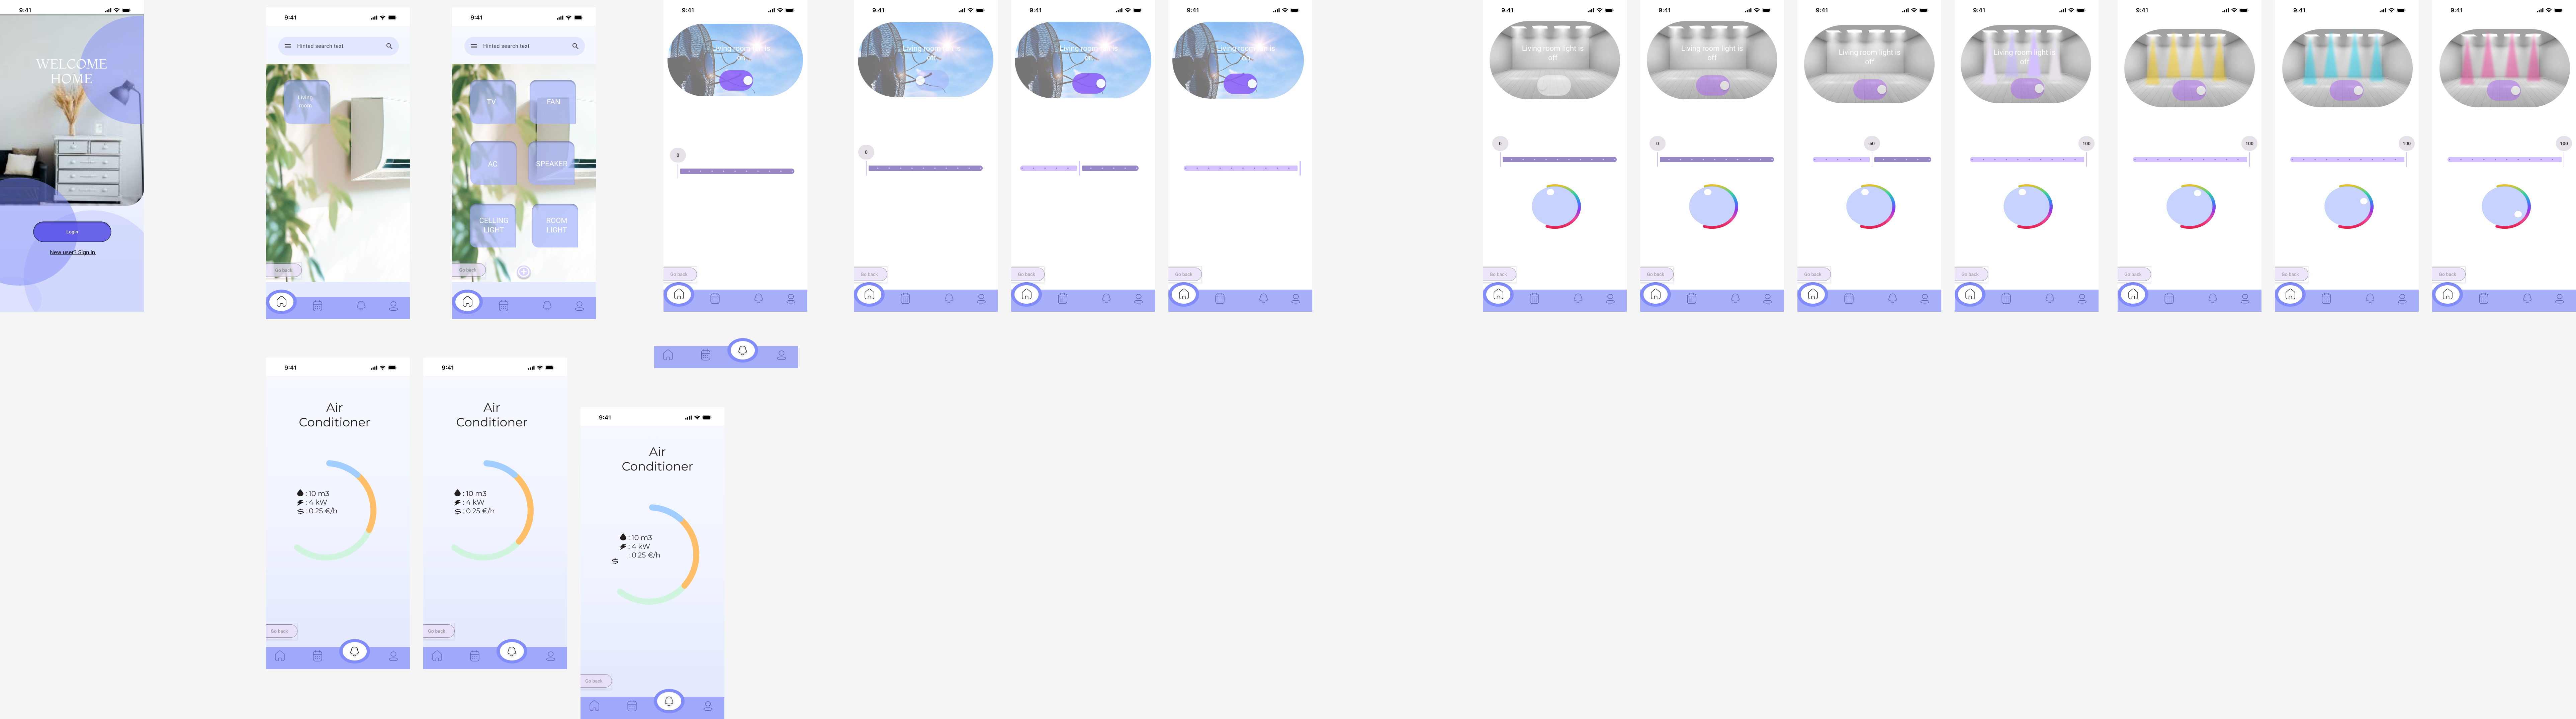 9:41
WELCOME
HOME
Login
New user? Sign in
9:41
Hinted search text
Living
room
Go back
9:41
Hinted search text
TV
FAN
AC
SPEAKER
CELLING
LIGHT
ROOM
LIGHT
Go back
9:41
Living room fan is
on
0
Go back
9:41
Living room fan is
off
0
Go back
9:41
Living room fan is
on
Go back
9:41
Living room fan is
on
Go back
9:41
Living room light is
off
0
Go back
9:41
Living room light is
off
0
Go back
9:41
Living room light is
off
50
Go back
9:41
Living room light is
off
100
Go back
9:41
100
Go back
9:41
100
Go back
9:41
100
Go back
9:41
Air
Conditioner
: 10 m3
: 4 kW
: 0.25 €/h
Go back
9:41
Air
Conditioner
: 10 m3
: 4 kW
: 0.25 €/h
Go back
9:41
Air
Conditioner
: 10 m3
: 4 kW
: 0.25 €/h
Go back